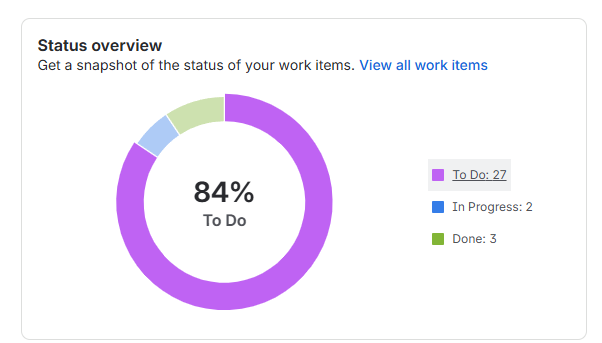 Status overview
Get a snapshot of the status of your work items. View all work items
84%
To Do
To Do: 27
In Progress: 2
Done: 3